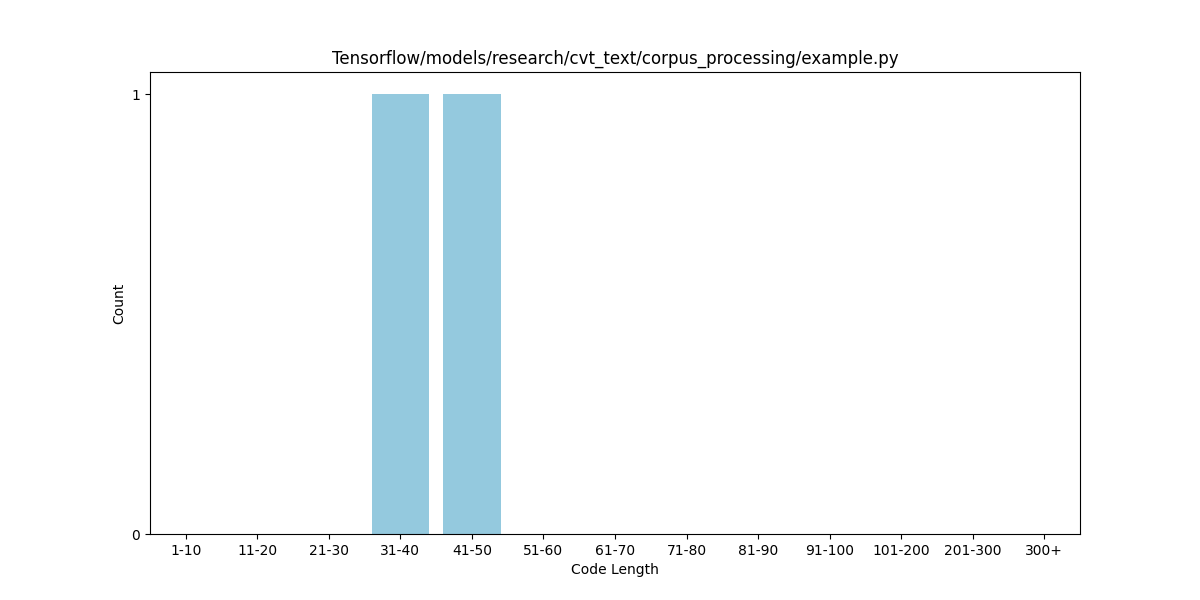 Tensorflow/models/research/cvt_text/corpus_processing/example.py
1
Count
0
1-10 11-20 21-30 31-40 41-50 51-60 61-70 71-80 81-90 91-100 101-200 201-300 300+
Code Length